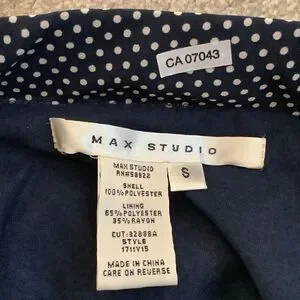 CA 07043
MAX STUDIO
S
MAX STUDIO
RN#58822
SHELL
100% POLYESTER
LINING
65% POLYESTER
35% RAYON
CUT: 3288BA
STYLE
1711V15
MADE IN CHINA
CARE ON REVERSE